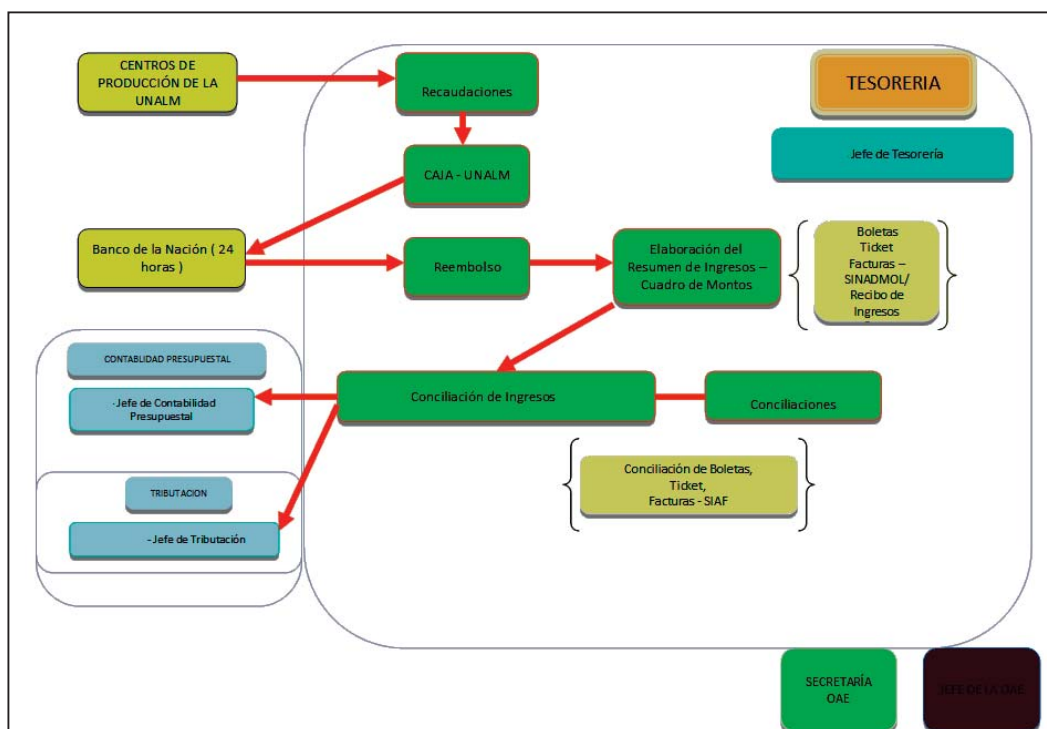 CENTROS DE
PRODUCCIÓN DE LA
UNALM
Recaudaciones
TESORERIA
Jefe de Tesorería
CAJA - UNALM
Banco de la Nación ( 24
horas )
Reembolso
Elaboración del
Resumen de Ingresos –
Cuadro de Montos
Boletas
Ticket
Facturas –
SINADMOL/
Recibo de
Ingresos
CONTABLIDAD PRESUPUESTAL
- Jefe de Contabilidad
Presupuestal
Conciliación de Ingresos
Conciliaciones
Conciliación de Boletas,
Ticket,
Facturas - SIAF
TRIBUTACION
- Jefe de Tributación
SECRETARÍA
OAE
JEFE DE LA OAE